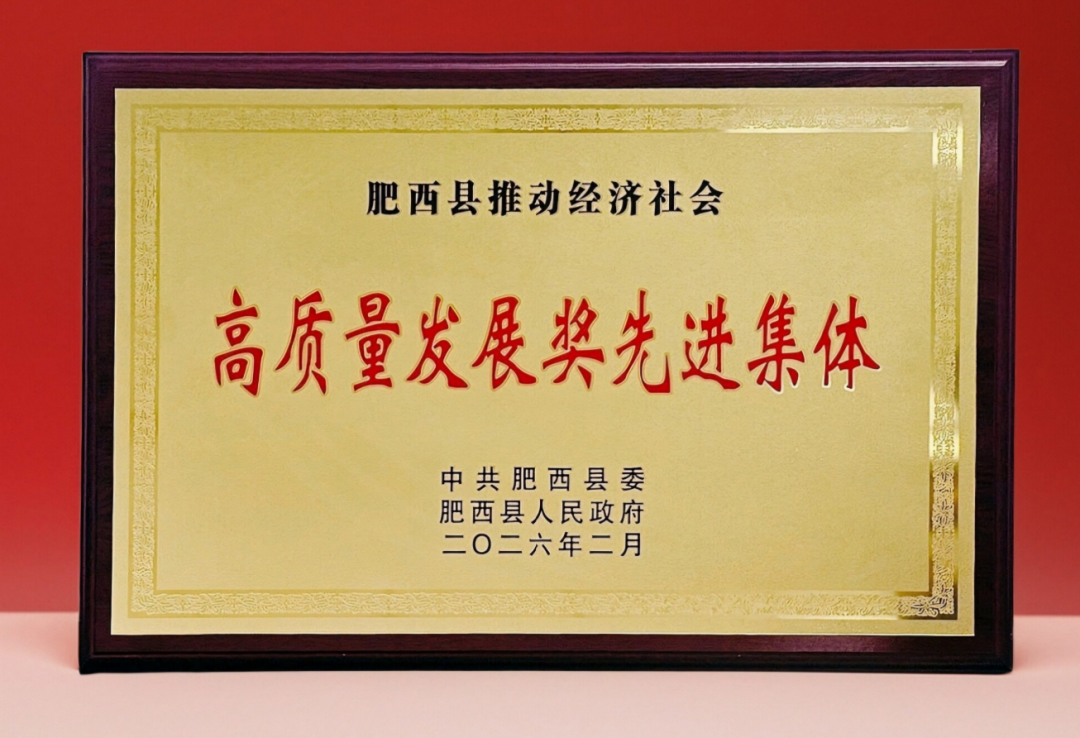 肥西县推动经济社会
高质量发展奖先进集体
中共肥西县委
肥西县人民政府
二〇二六年二月